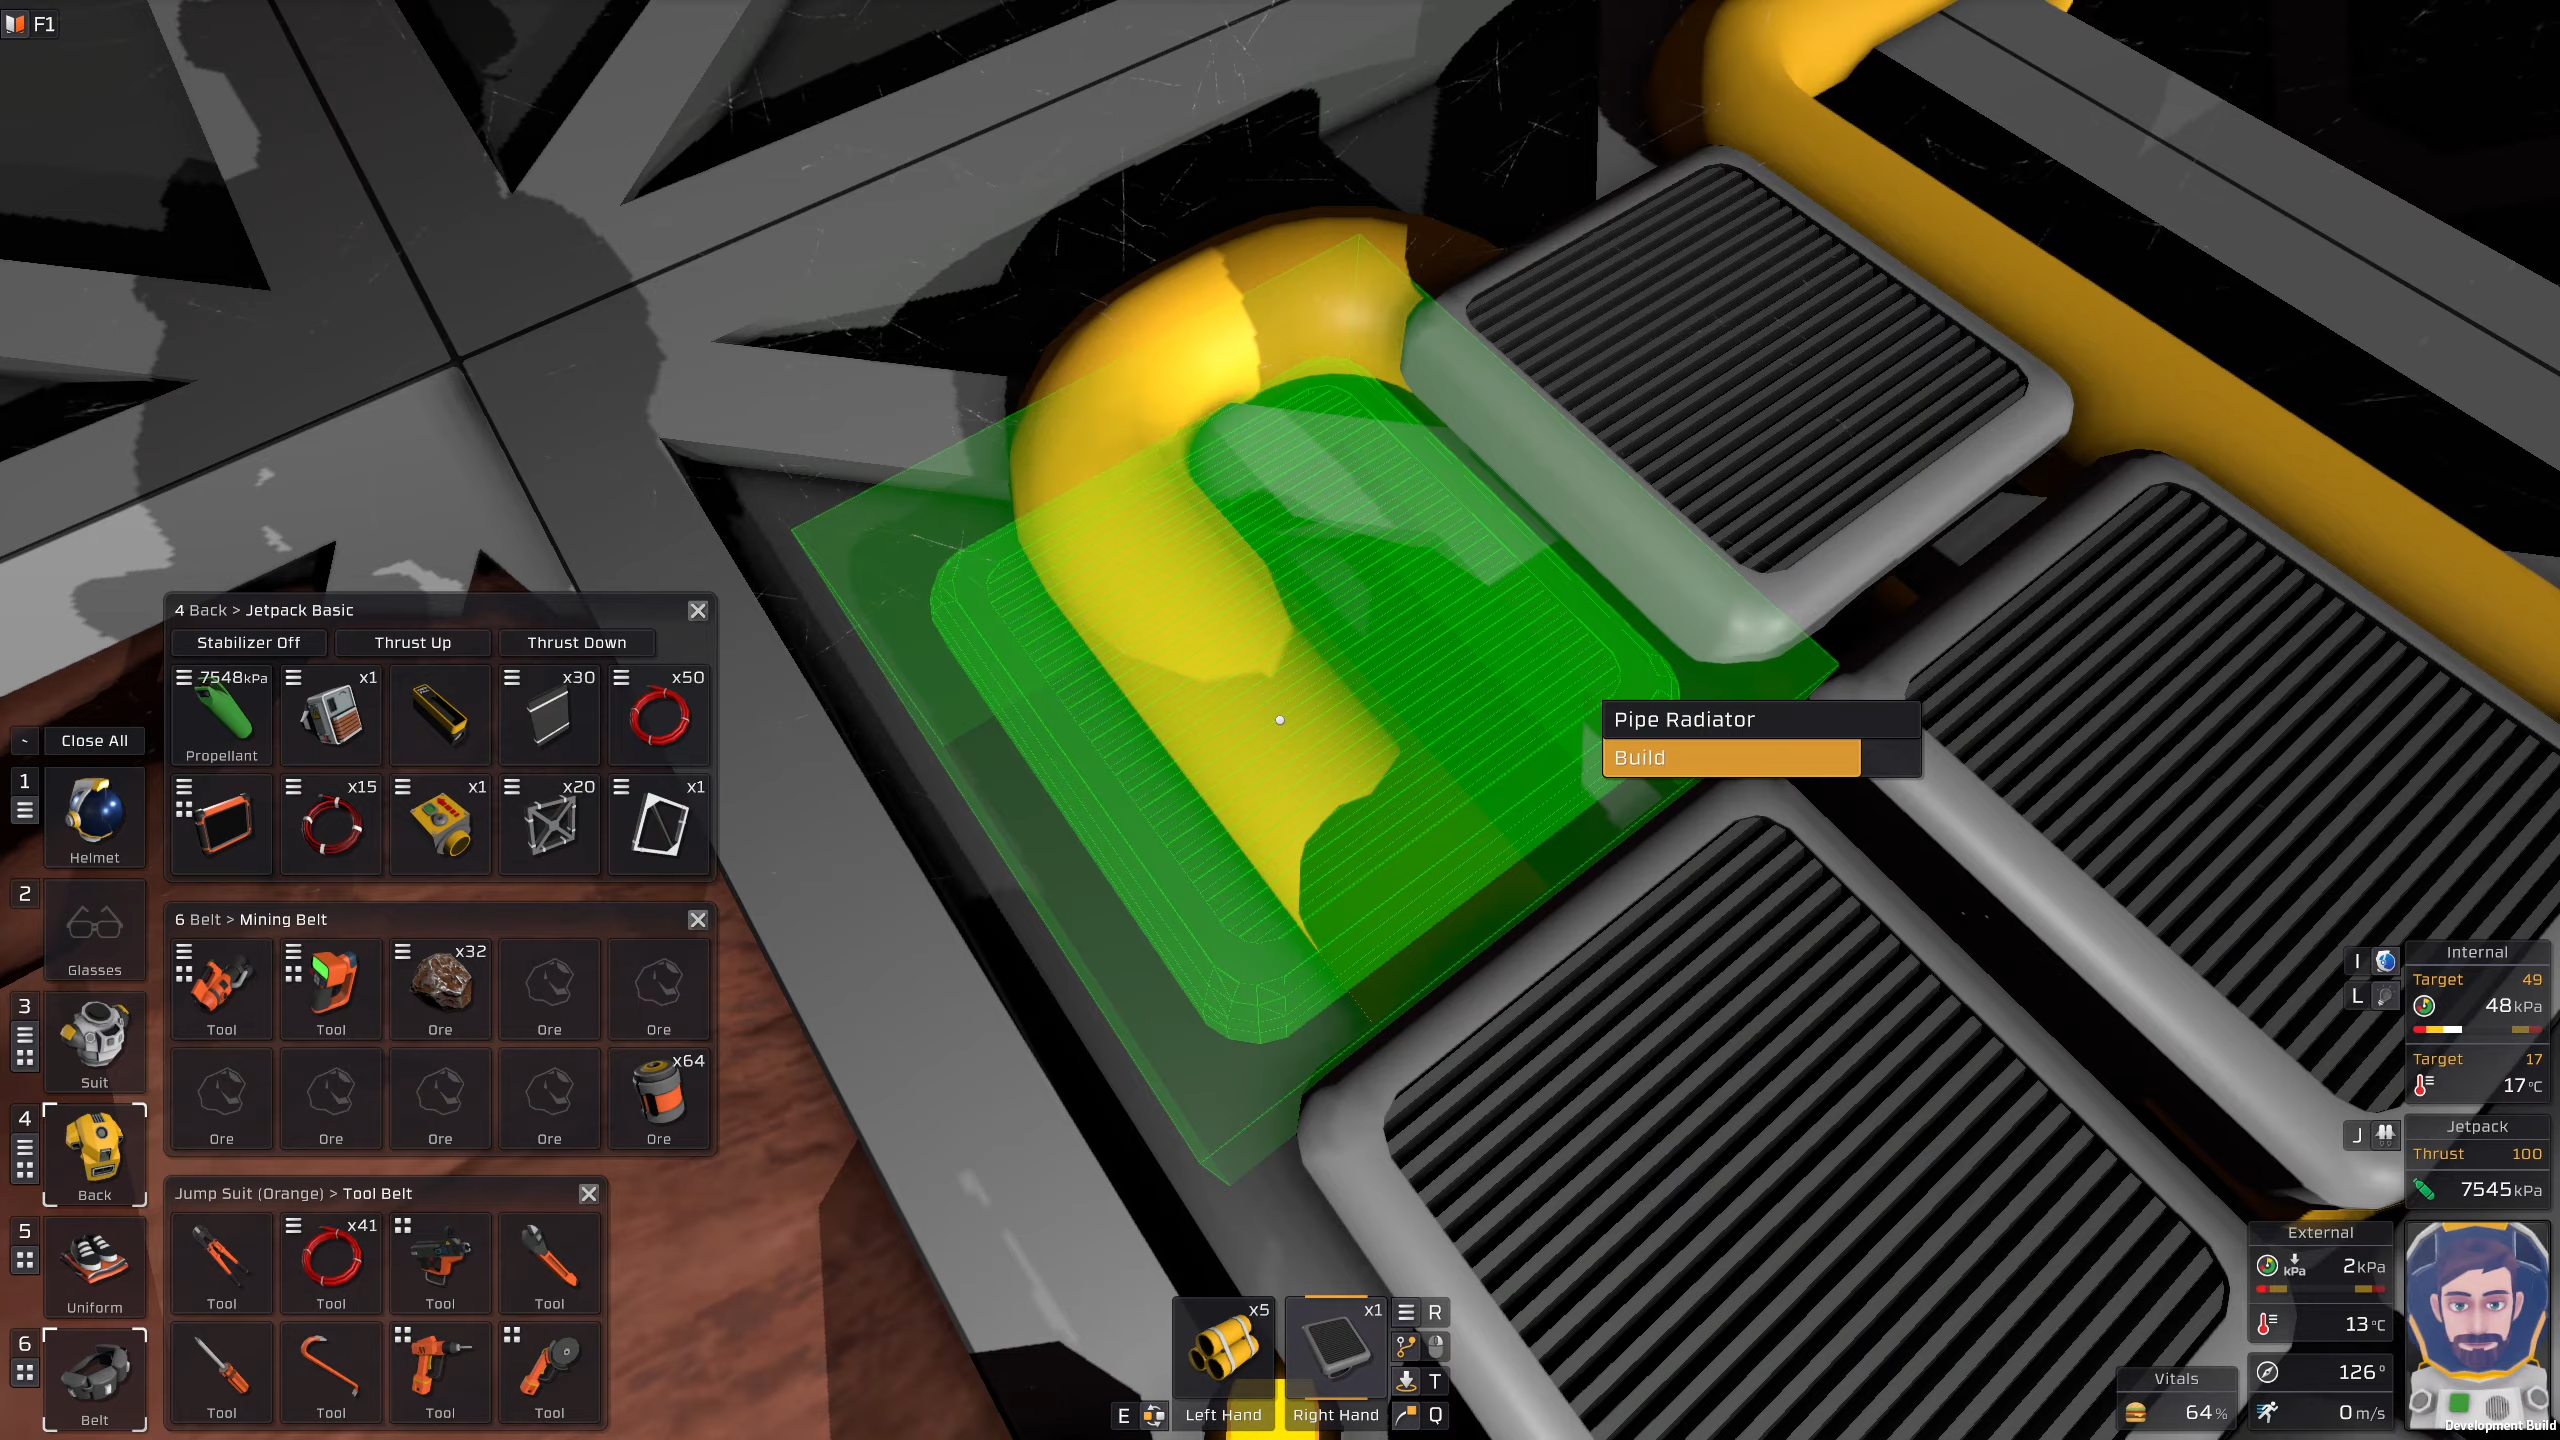 F1
4 Back > Jetpack Basic
Stabilizer Off
Thrust Up
Thrust Down
7548kPa
x1
x30
x50
Propellant
x15
x1
x20
x1
~
Close All
1
Helmet
2
Glasses
3
Suit
4
Back
5
Uniform
6
Belt
6 Belt > Mining Belt
x32
Tool
Tool
Ore
Ore
Ore
x64
Ore
Ore
Ore
Ore
Ore
Jump Suit (Orange) > Tool Belt
x41
Tool
Tool
Tool
Tool
Tool
Tool
Tool
Tool
Pipe Radiator
Build
x5
x1
R
T
E
Left Hand
Right Hand
Q
I
L
Internal
Target 49
48kPa
Target 17
17°C
J
Jetpack
Thrust 100
7545kPa
External
kPa
2kPa
13°C
126°
0m/s
Vitals
64%
Development Build